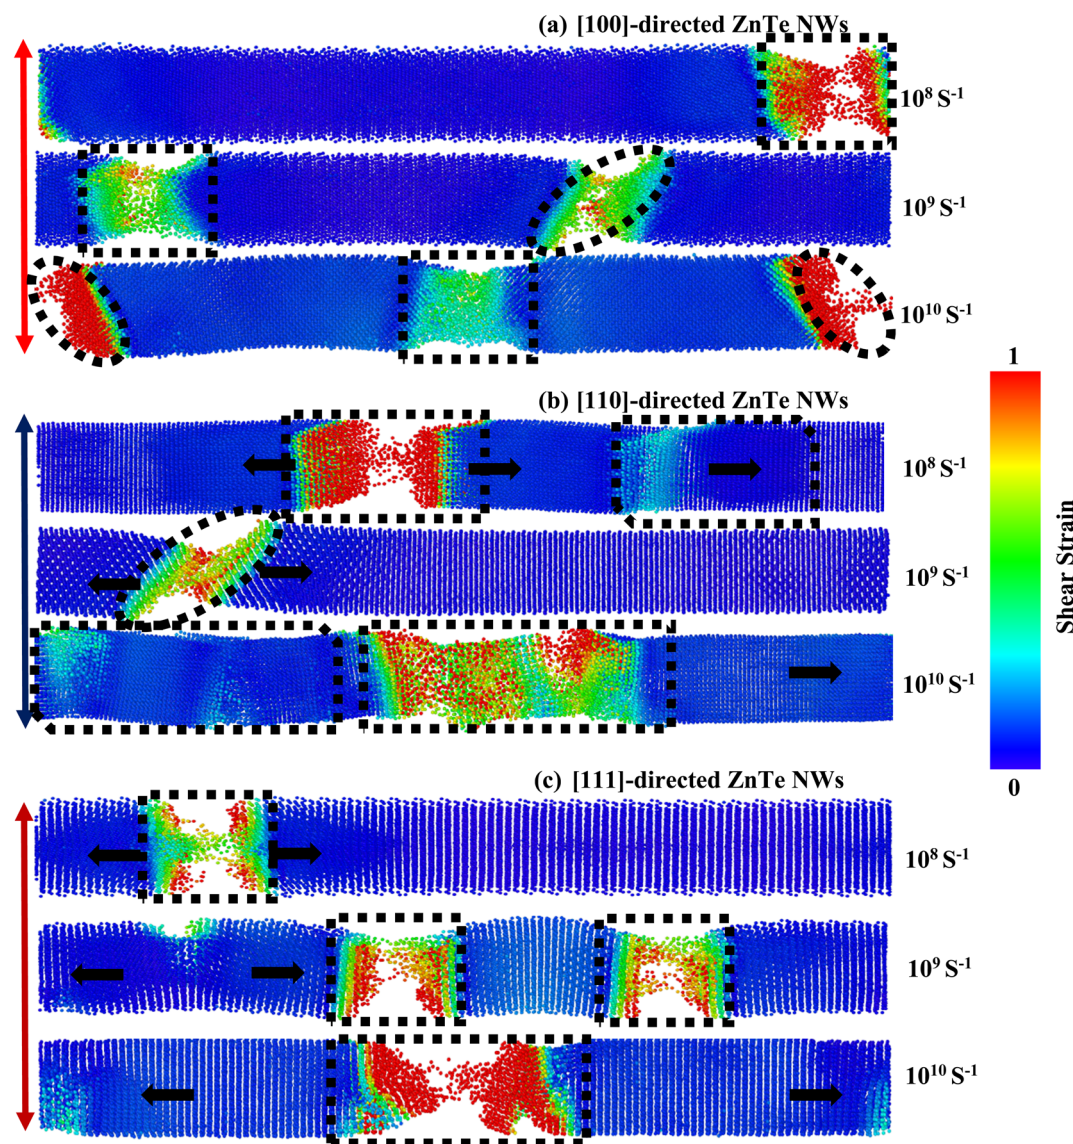 (a) [100]-directed ZnTe NWs
10⁸ S⁻¹
10⁹ S⁻¹
10¹⁰ S⁻¹
(b) [110]-directed ZnTe NWs
10⁸ S⁻¹
10⁹ S⁻¹
10¹⁰ S⁻¹
(c) [111]-directed ZnTe NWs
10⁸ S⁻¹
10⁹ S⁻¹
10¹⁰ S⁻¹
1
Shear Strain
0